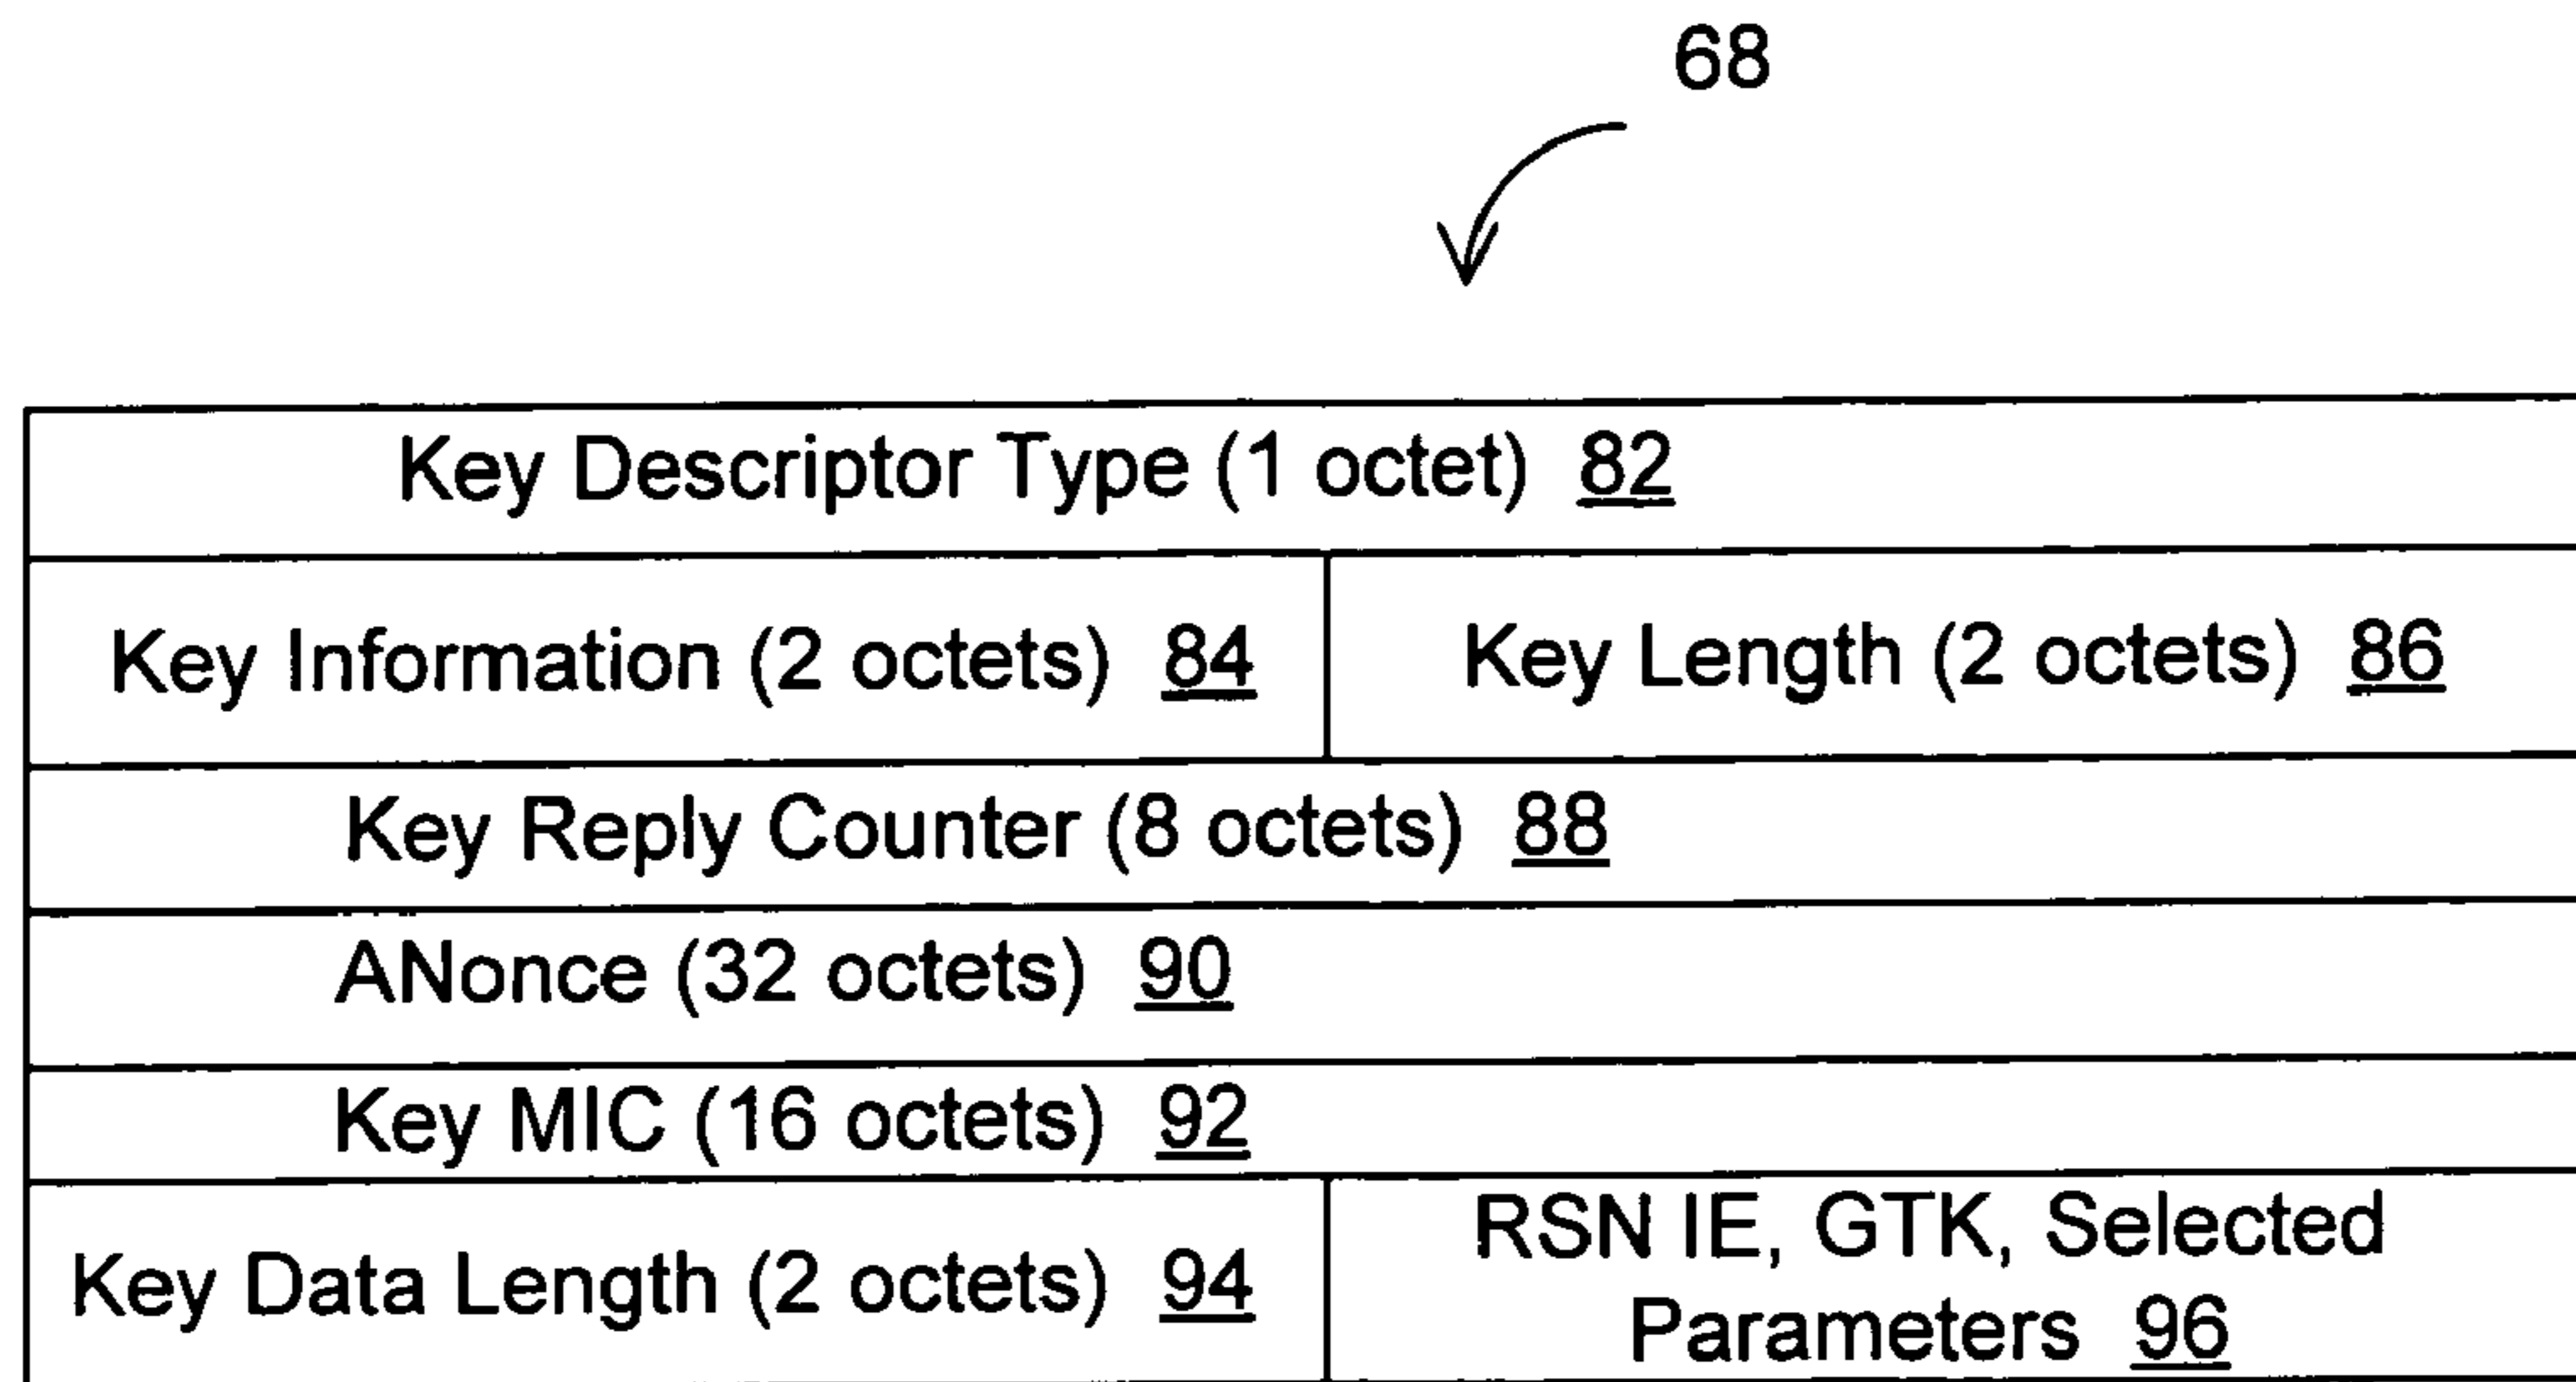 68
Key Descriptor Type (1 octet) 82
Key Information (2 octets) 84
Key Length (2 octets) 86
Key Reply Counter (8 octets) 88
ANonce (32 octets) 90
Key MIC (16 octets) 92
Key Data Length (2 octets) 94
RSN IE, GTK, Selected
Parameters 96